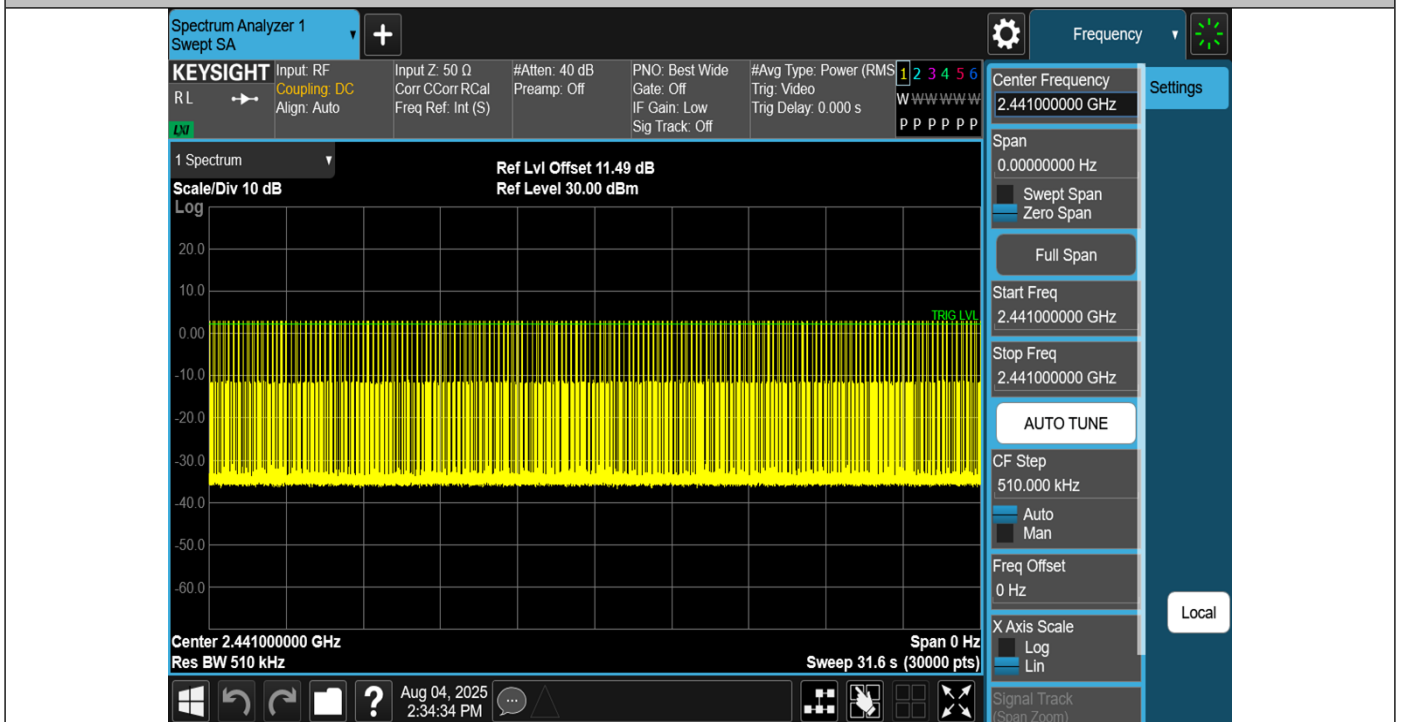 Spectrum Analyzer 1
Swept SA
Frequency
KEYSIGHT
RL
LXI
Input: RF
Coupling: DC
Align: Auto
Input Z: 50 Ω
Corr CCorr RCal
Freq Ref: Int (S)
#Atten: 40 dB
Preamp: Off
PNO: Best Wide
Gate: Off
IF Gain: Low
Sig Track: Off
#Avg Type: Power (RMS
Trig: Video
Trig Delay: 0.000 s
1 2 3 4 5 6
W W W W W W
P P P P P P
1 Spectrum
Scale/Div 10 dB
Ref Lvl Offset 11.49 dB
Ref Level 30.00 dBm
Log
20.0
10.0
0.00
-10.0
-20.0
-30.0
-40.0
-50.0
-60.0
TRIG LVL
Center 2.441000000 GHz
Res BW 510 kHz
Span 0 Hz
Sweep 31.6 s (30000 pts)
Aug 04, 2025
2:34:34 PM
Center Frequency
2.441000000 GHz
Span
0.00000000 Hz
Swept Span
Zero Span
Full Span
Start Freq
2.441000000 GHz
Stop Freq
2.441000000 GHz
AUTO TUNE
CF Step
510.000 kHz
Auto
Man
Freq Offset
0 Hz
X Axis Scale
Log
Lin
Signal Track
(Span Zoom)
Settings
Local